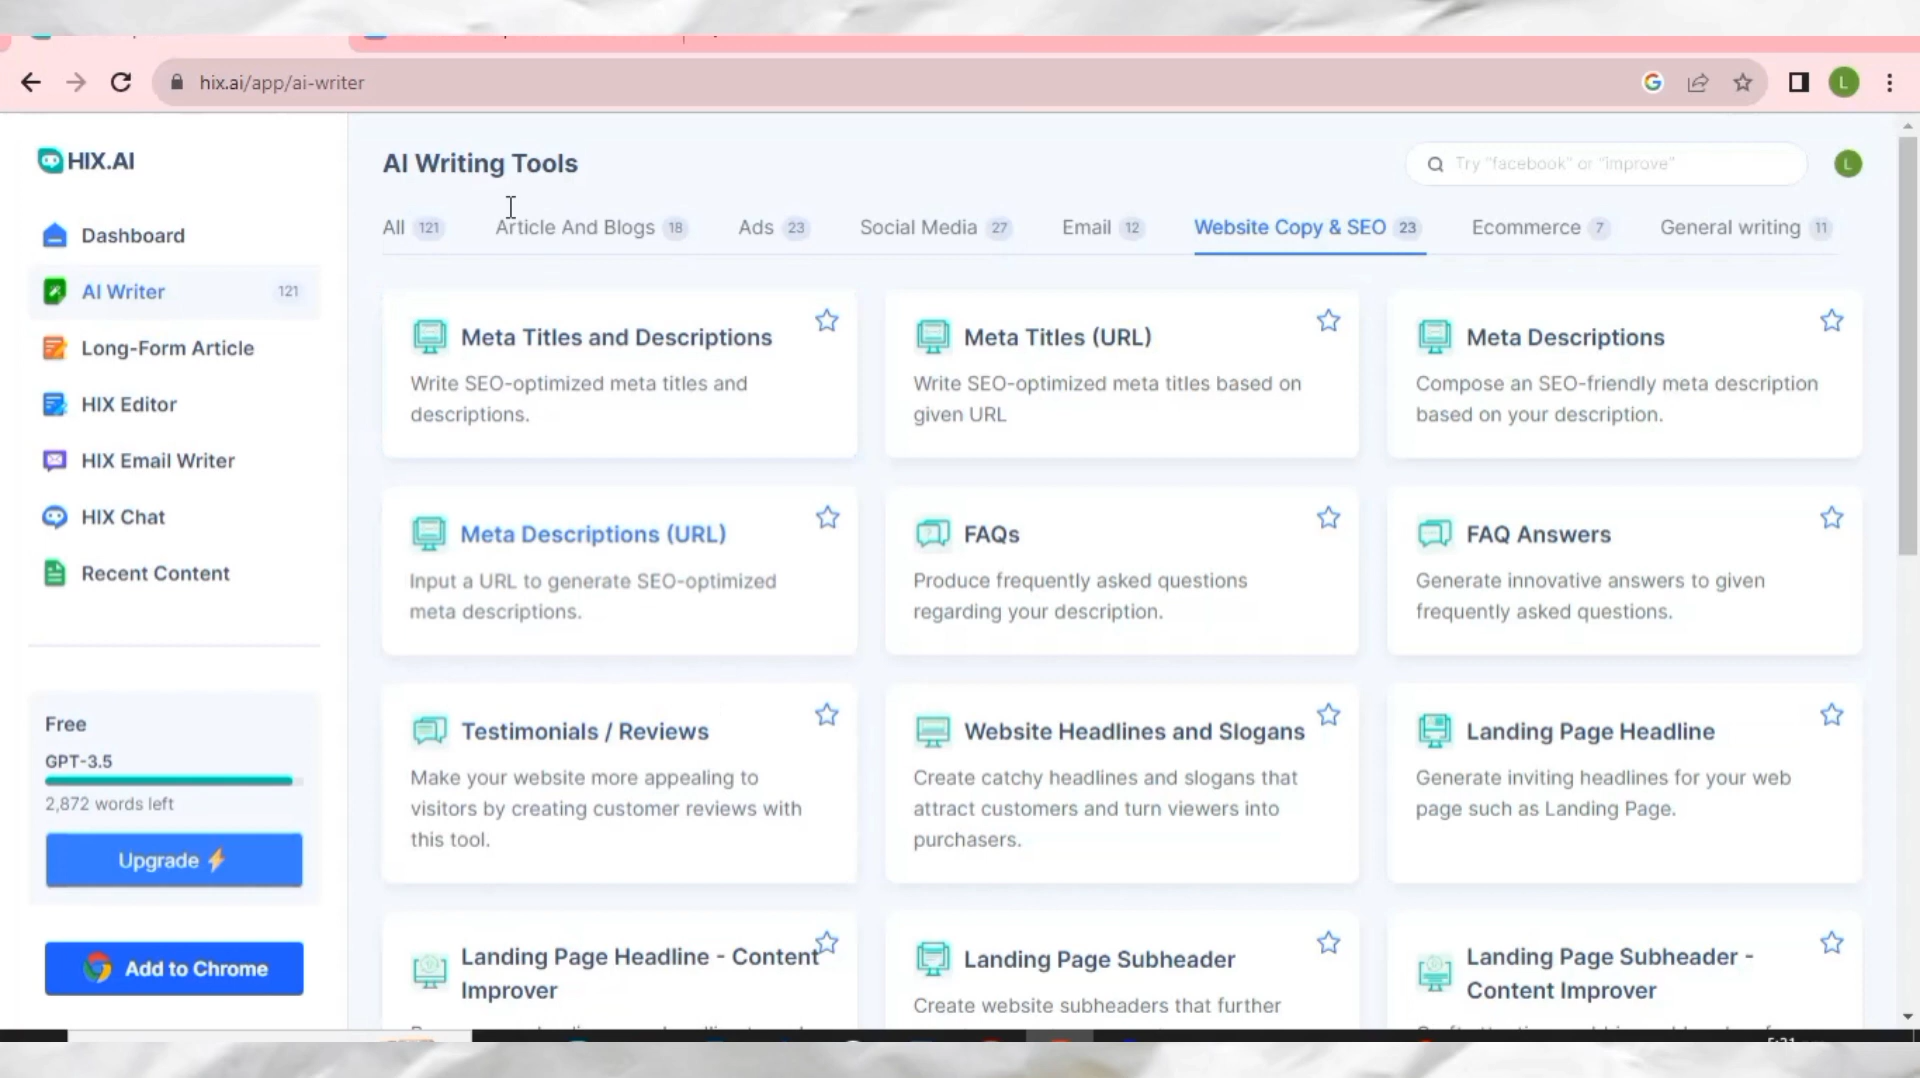 hix.ai/app/ai-writer
L
HIX.AI
Dashboard
AI Writer 121
Long-Form Article
HIX Editor
HIX Email Writer
HIX Chat
Recent Content
Free
GPT-3.5
2,872 words left
Upgrade
Add to Chrome
AI Writing Tools
Try "facebook" or "improve"
L
All 121 Article And Blogs 18 Ads 23 Social Media 27 Email 12 Website Copy & SEO 23 Ecommerce 7 General writing 11
Meta Titles and Descriptions
Write SEO-optimized meta titles and
descriptions.
Meta Titles (URL)
Write SEO-optimized meta titles based on
given URL
Meta Descriptions
Compose an SEO-friendly meta description
based on your description.
Meta Descriptions (URL)
Input a URL to generate SEO-optimized
meta descriptions.
FAQs
Produce frequently asked questions
regarding your description.
FAQ Answers
Generate innovative answers to given
frequently asked questions.
Testimonials / Reviews
Make your website more appealing to
visitors by creating customer reviews with
this tool.
Website Headlines and Slogans
Create catchy headlines and slogans that
attract customers and turn viewers into
purchasers.
Landing Page Headline
Generate inviting headlines for your web
page such as Landing Page.
Landing Page Headline - Content
Improver
Landing Page Subheader
Create website subheaders that further
Landing Page Subheader -
Content Improver